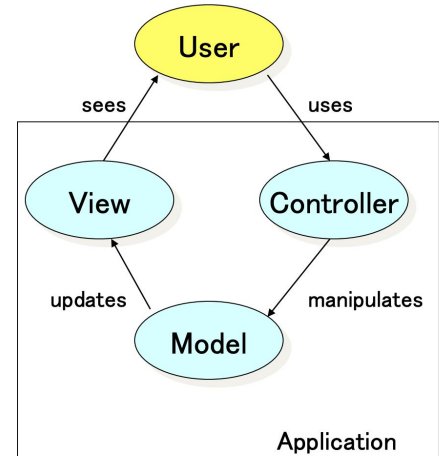 User
sees
uses
View
Controller
updates
manipulates
Model
Application